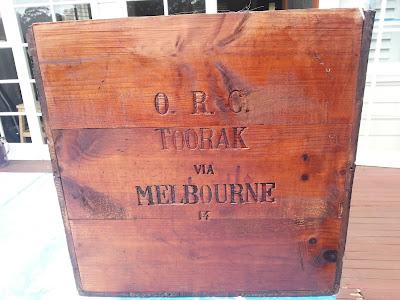 O. R. C.
TOORAK
VIA
MELBOURNE
14